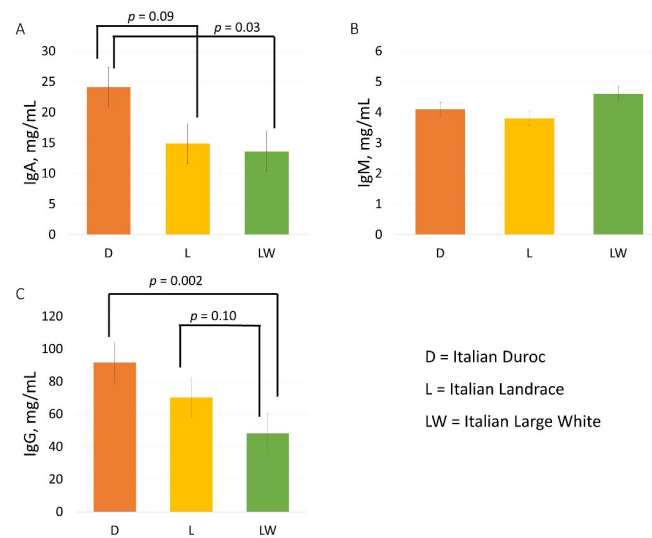 A
p = 0.09
p = 0.03
IgA, mg/mL
30
25
20
15
10
5
0
D
L
LW
B
IgM, mg/mL
6
5
4
3
2
1
0
D
L
LW
C
p = 0.002
p = 0.10
IgG, mg/mL
120
100
80
60
40
20
0
D
L
LW
D = Italian Duroc
L = Italian Landrace
LW = Italian Large White